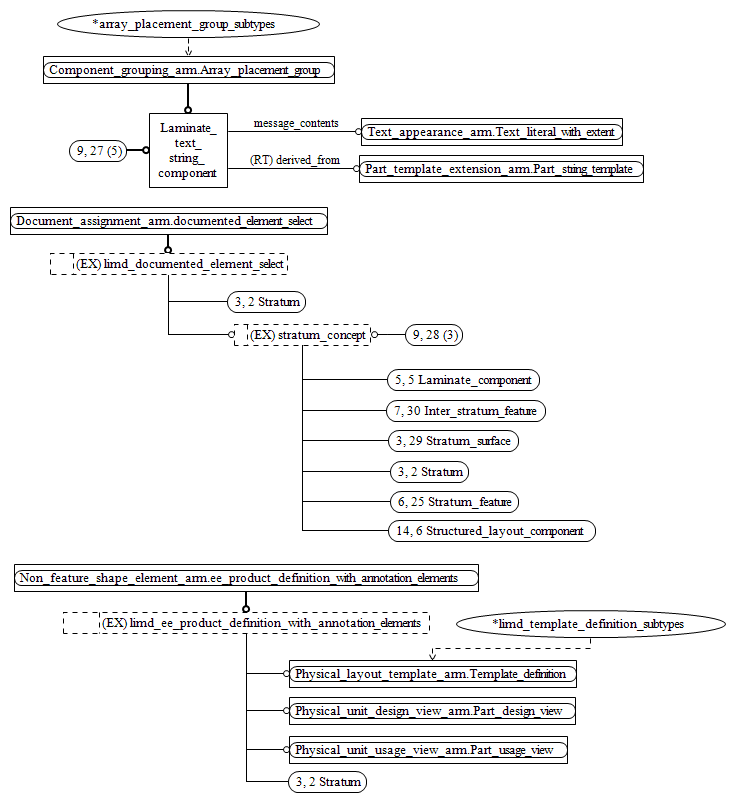 *array_placement_group_subtypes
Component_grouping_arm.Array_placement_group
Laminate_
text_
string_
component
message_contents
Text_appearance_arm.Text_literal_with_extent
9, 27 (5)
(RT) derived_from
Part_template_extension_arm.Part_string_template
Document_assignment_arm.documented_element_select
(EX) limd_documented_element_select
3, 2 Stratum
(EX) stratum_concept
9, 28 (3)
5, 5 Laminate_component
7, 30 Inter_stratum_feature
3, 29 Stratum_surface
3, 2 Stratum
6, 25 Stratum_feature
14, 6 Structured_layout_component
Non_feature_shape_element_arm.ee_product_definition_with_annotation_elements
(EX) limd_ee_product_definition_with_annotation_elements
*limd_template_definition_subtypes
Physical_layout_template_arm.Template_definition
Physical_unit_design_view_arm.Part_design_view
Physical_unit_usage_view_arm.Part_usage_view
3, 2 Stratum